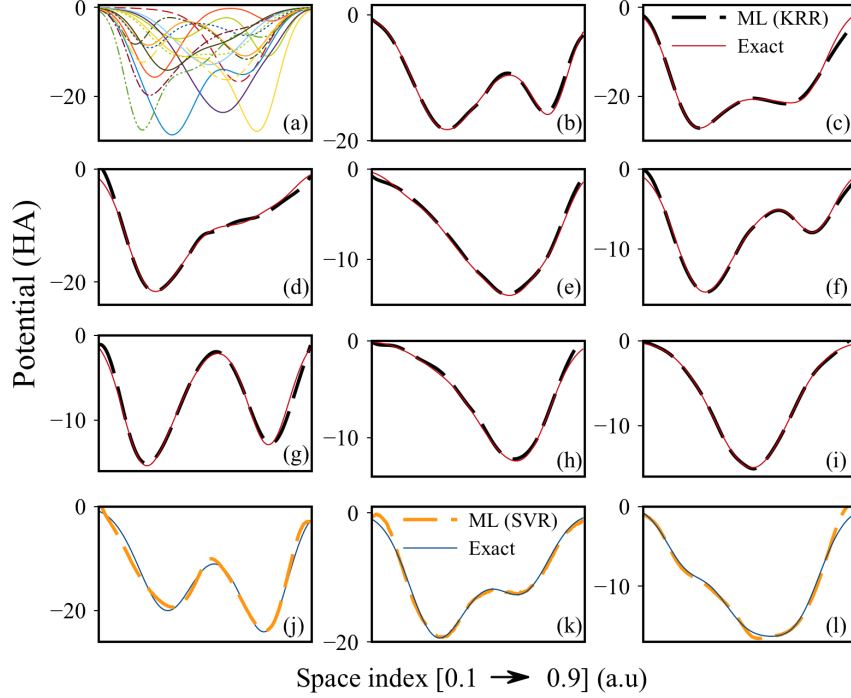 0
−20
(a)
0
−20
(b)
ML (KRR)
Exact
0
−20
(c)
0
−20
(d)
0
−10
(e)
0
−10
(f)
0
−10
(g)
0
−10
(h)
0
−10
(i)
0
−20
(j)
ML (SVR)
Exact
0
−20
(k)
0
−10
(l)
Potential (HA)
Space index [0.1 → 0.9] (a.u)